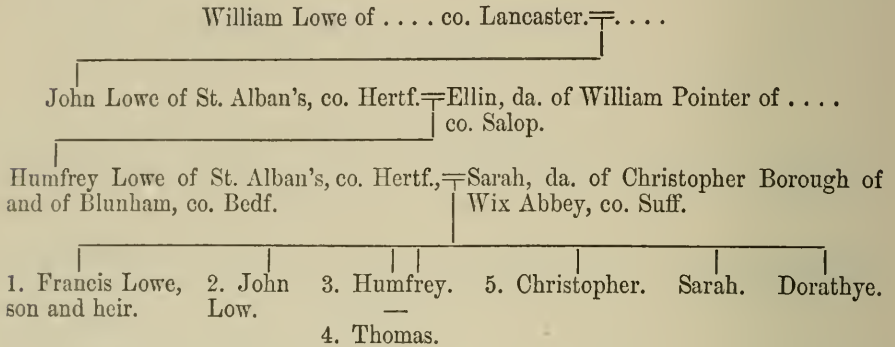 William Lowe of . . . . co. Lancaster.=. . . .
John Lowe of St. Alban's, co. Hertf.=Ellin, da. of William Pointer of . . . .
co. Salop.
Humfrey Lowe of St. Alban's, co. Hertf.,=Sarah, da. of Christopher Borough of
and of Blunham, co. Bedf. Wix Abbey, co. Suff.
1. Francis Lowe, 2. John 3. Humfrey. 5. Christopher. Sarah. Dorathye.
son and heir. Low.
—
4. Thomas.